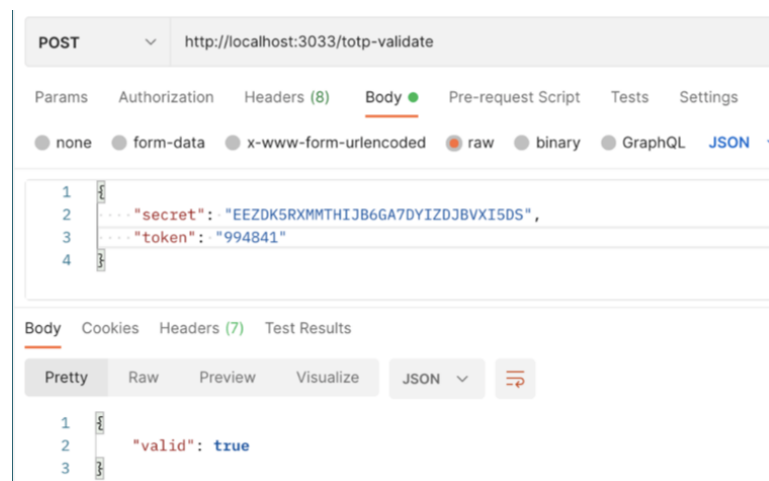 POST http://localhost:3033/totp-validate
Params Authorization Headers (8) Body Pre-request Script Tests Settings
none form-data x-www-form-urlencoded raw binary GraphQL JSON
1 {
2 "secret": "EEZDK5RXMMTHIJB6GA7DYIZDJBVXI5DS",
3 "token": "994841"
4 }
Body Cookies Headers (7) Test Results
Pretty Raw Preview Visualize JSON
1 {
2 "valid": true
3 }